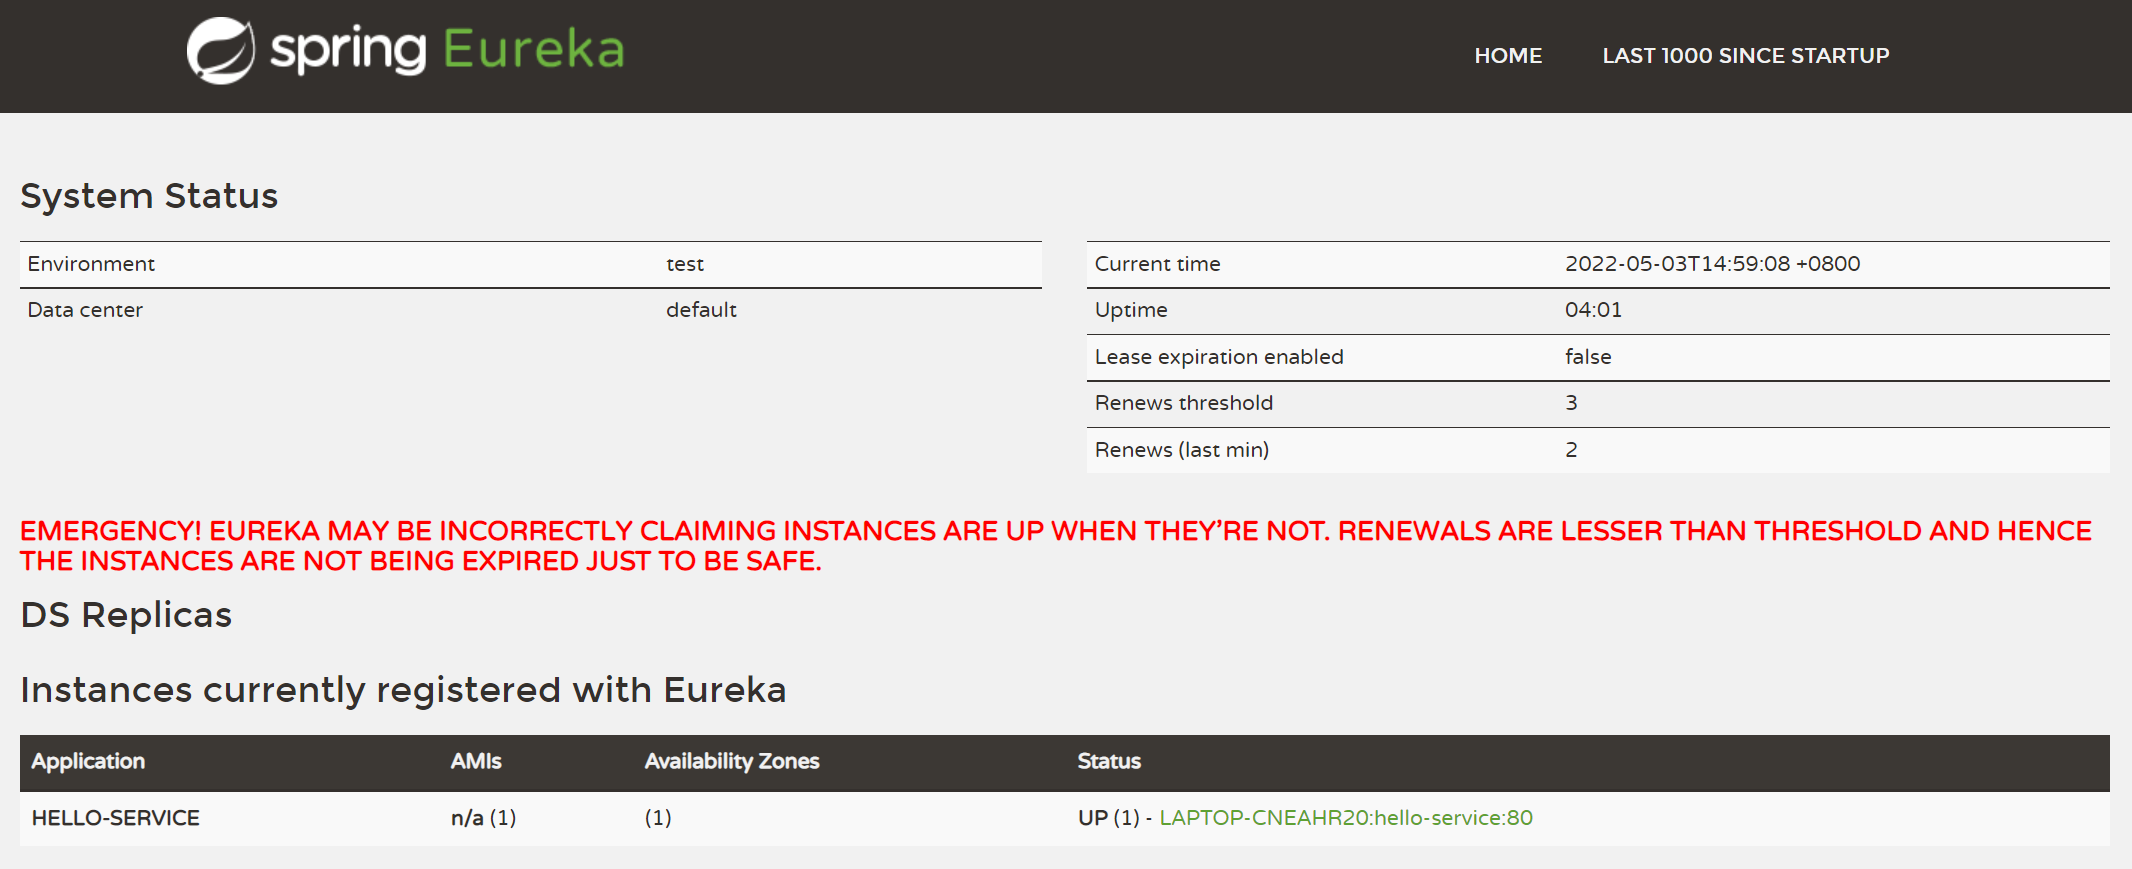 spring Eureka
HOME LAST 1000 SINCE STARTUP
System Status
Environment test
Data center default
Current time 2022-05-03T14:59:08 +0800
Uptime 04:01
Lease expiration enabled false
Renews threshold 3
Renews (last min) 2
EMERGENCY! EUREKA MAY BE INCORRECTLY CLAIMING INSTANCES ARE UP WHEN THEY’RE NOT. RENEWALS ARE LESSER THAN THRESHOLD AND HENCE
THE INSTANCES ARE NOT BEING EXPIRED JUST TO BE SAFE.
DS Replicas
Instances currently registered with Eureka
Application AMIs Availability Zones Status
HELLO-SERVICE n/a (1) (1) UP (1) - LAPTOP-CNEAHR20:hello-service:80